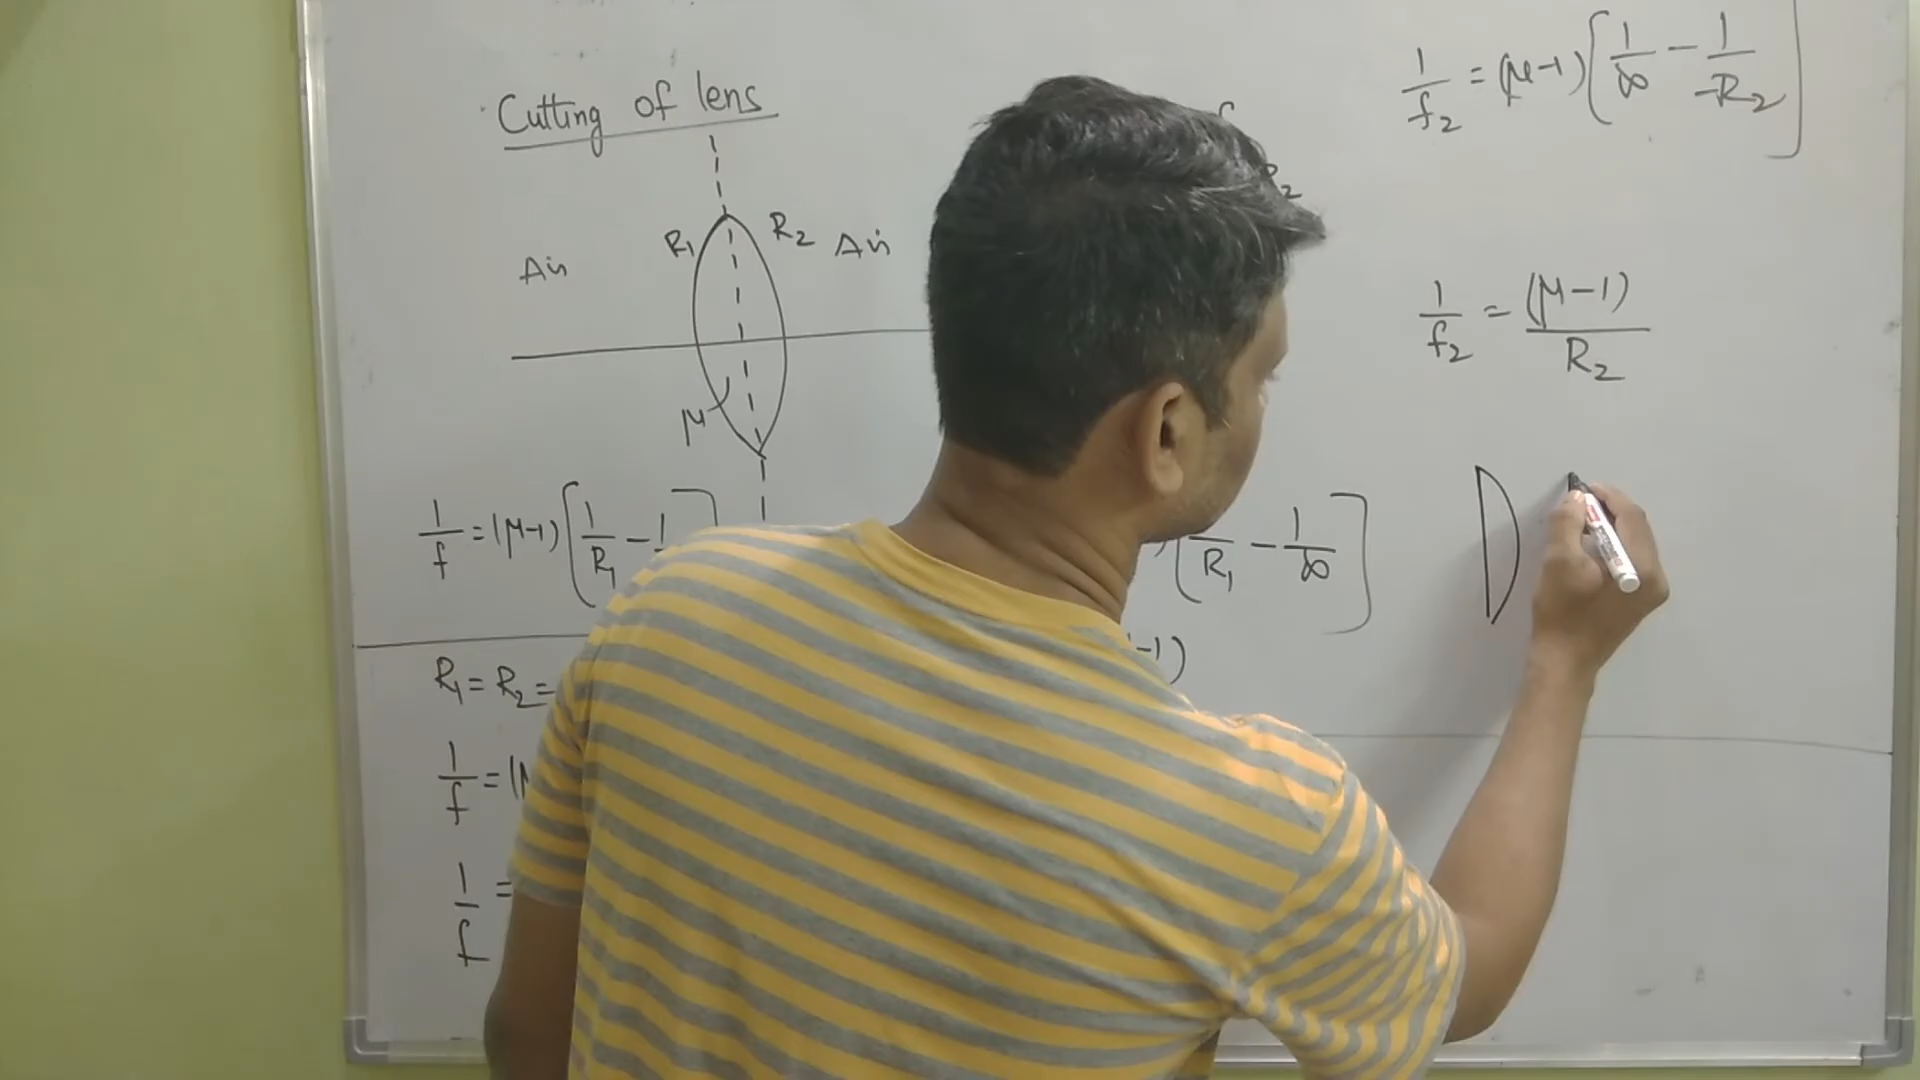 Cutting of lens
R₁ R₂
Air Air
μ
1/f = (μ-1)[1/R₁ - 1
R₁ = R₂ =
1/f = (μ
1/f =
1/R₁ - 1/∞]
-1)
1/f₂ = (μ-1)[1/∞ - 1/-R₂]
1/f₂ = (μ-1)/R₂